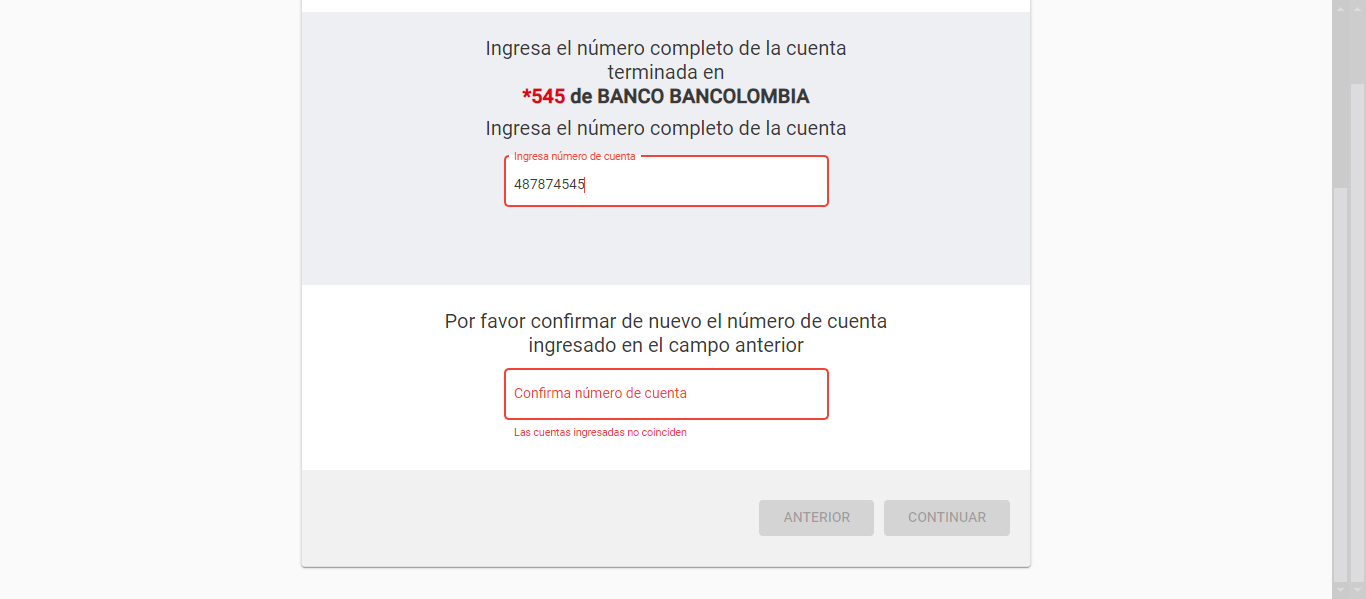 Ingresa el número completo de la cuenta
terminada en
*545 de BANCO BANCOLOMBIA
Ingresa el número completo de la cuenta
Ingresa número de cuenta
487874545
Por favor confirmar de nuevo el número de cuenta
ingresado en el campo anterior
Confirma número de cuenta
Las cuentas ingresadas no coinciden
ANTERIOR
CONTINUAR